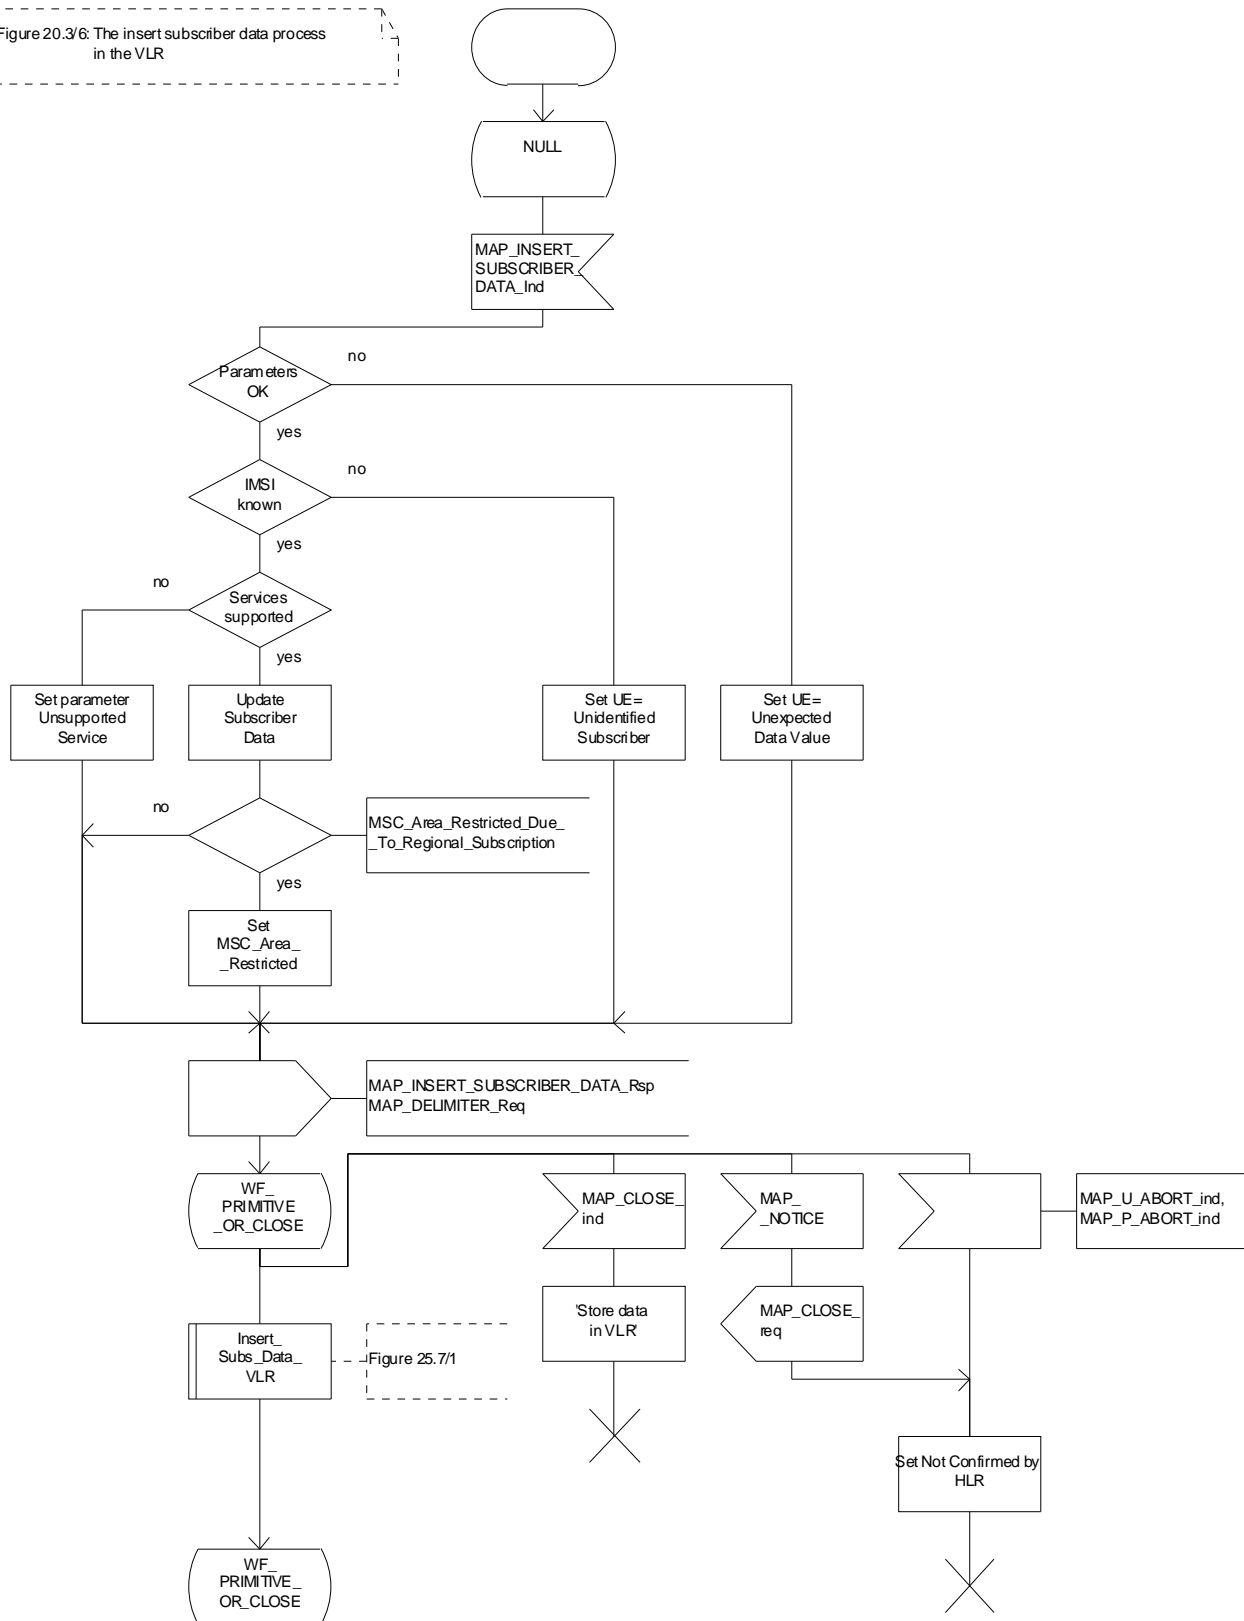 Figure 20.3/6: The insert subscriber data process
in the VLR
NULL
MAP_INSERT_
SUBSCRIBER_
DATA_Ind
no
Parameters
OK
yes
no
IMSI
known
yes
no
Services
supported
yes
Set parameter
Unsupported
Service
Update
Subscriber
Data
Set UE=
Unidentified
Subscriber
Set UE=
Unexpected
Data Value
no
MSC_Area_Restricted_Due_
_To_Regional_Subscription
yes
Set
MSC_Area_
_Restricted
MAP_INSERT_SUBSCRIBER_DATA_Rsp
MAP_DELIMITER_Req
WF_
PRIMITIVE
_OR_CLOSE
MAP_CLOSE_
ind
MAP_
_NOTICE
MAP_U_ABORT_ind,
MAP_P_ABORT_ind
'Store data
in VLR'
MAP_CLOSE_
req
Insert_
Subs_Data_
VLR
Figure 25.7/1
Set Not Confirmed by
HLR
WF_
PRIMITIVE_
OR_CLOSE